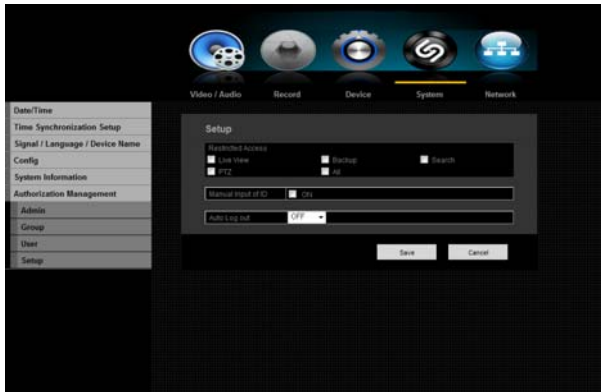 Video / Audio
Record
Device
System
Network
Date/Time
Time Synchronization Setup
Signal / Language / Device Name
Config
System Information
Authorization Management
Admin
Group
User
Setup
Setup
Restricted Access
Live View
Backup
Search
PTZ
All
Manual Input of ID
ON
Auto Log out
OFF
Save
Cancel